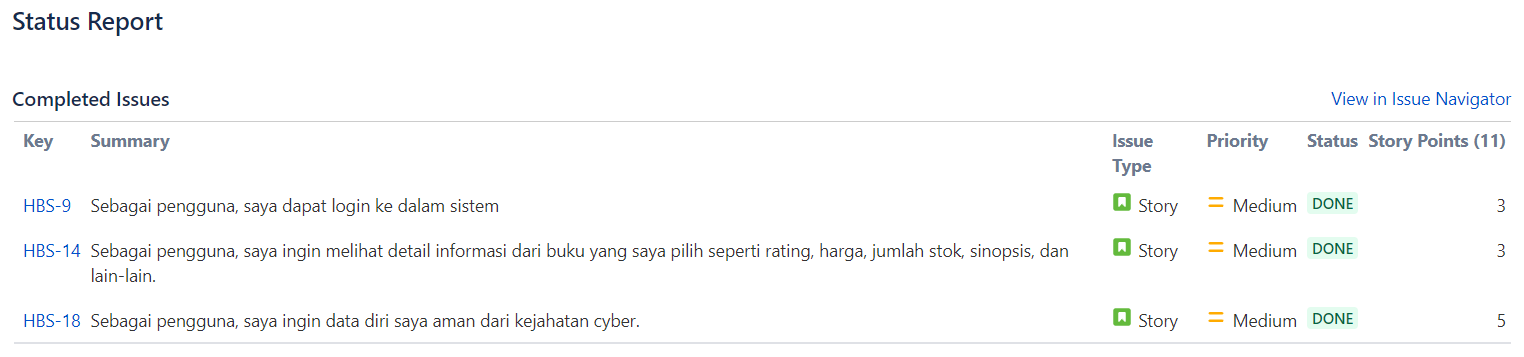 Status Report
Completed Issues View in Issue Navigator
Key Summary Issue Type Priority Status Story Points (11)
HBS-9 Sebagai pengguna, saya dapat login ke dalam sistem Story Medium DONE 3
HBS-14 Sebagai pengguna, saya ingin melihat detail informasi dari buku yang saya pilih seperti rating, harga, jumlah stok, sinopsis, dan Story Medium DONE 3
lain-lain.
HBS-18 Sebagai pengguna, saya ingin data diri saya aman dari kejahatan cyber. Story Medium DONE 5